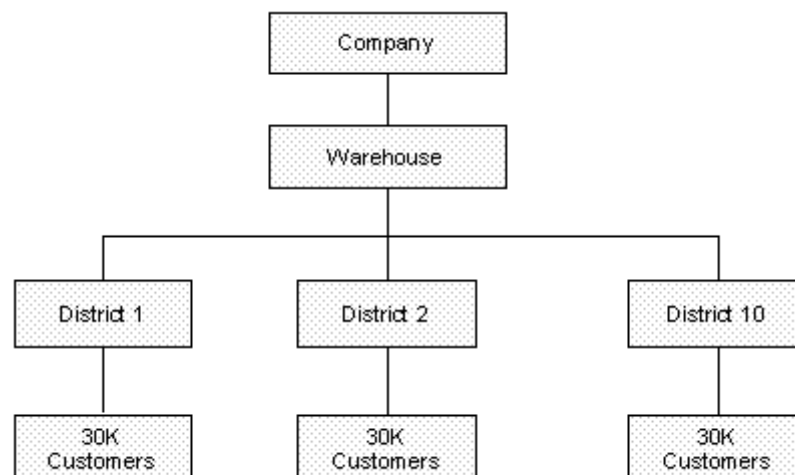 Company
Warehouse
District 1
District 2
District 10
30K
Customers
30K
Customers
30K
Customers